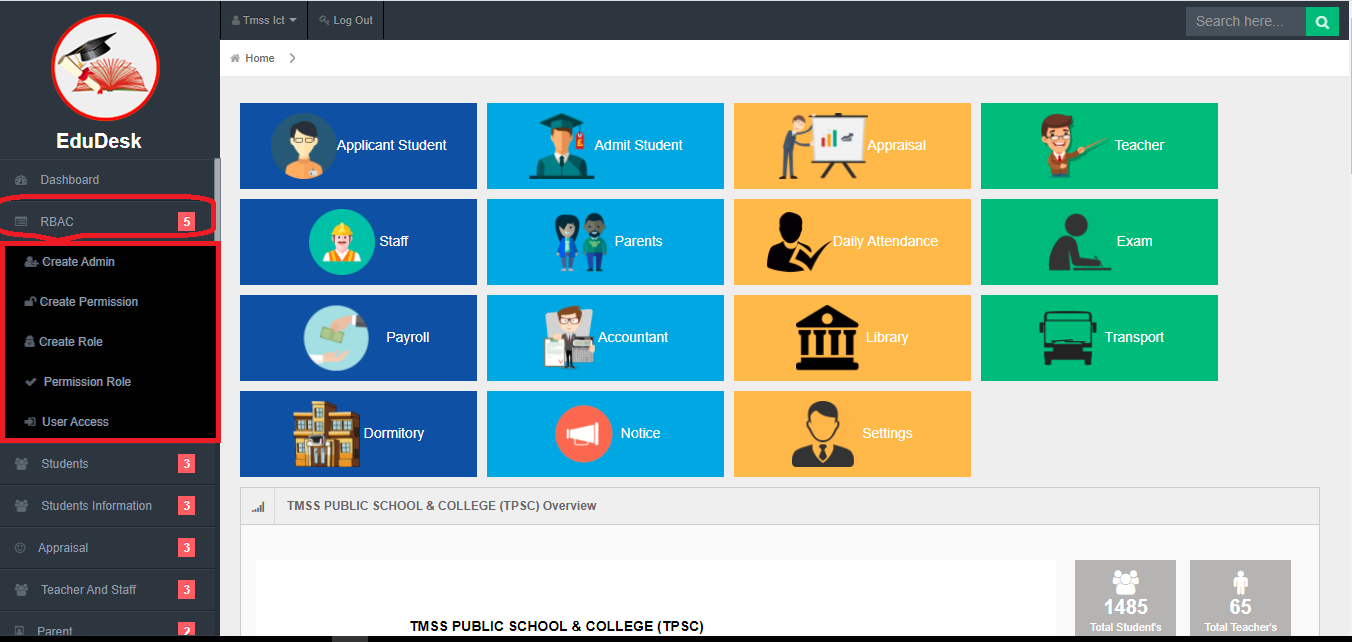 Tmss Ict
Log Out
Search here...
Home
EduDesk
Dashboard
RBAC 5
Create Admin
Create Permission
Create Role
Permission Role
User Access
Students 3
Students Information 3
Appraisal 3
Teacher And Staff 3
Parent 2
Applicant Student
Admit Student
Appraisal
Teacher
Staff
Parents
Daily Attendance
Exam
Payroll
Accountant
Library
Transport
Dormitory
Notice
Settings
TMSS PUBLIC SCHOOL & COLLEGE (TPSC) Overview
TMSS PUBLIC SCHOOL & COLLEGE (TPSC)
1485
Total Student's
65
Total Teacher's